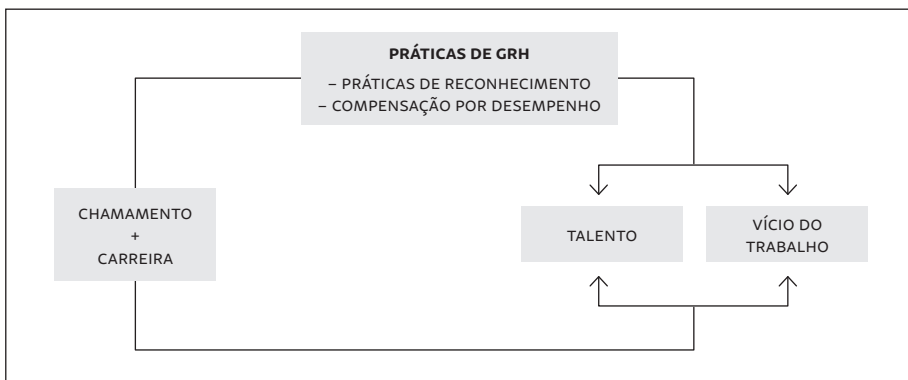 PRÁTICAS DE GRH
– PRÁTICAS DE RECONHECIMENTO
– COMPENSAÇÃO POR DESEMPENHO
CHAMAMENTO
+
CARREIRA
TALENTO
VÍCIO DO
TRABALHO